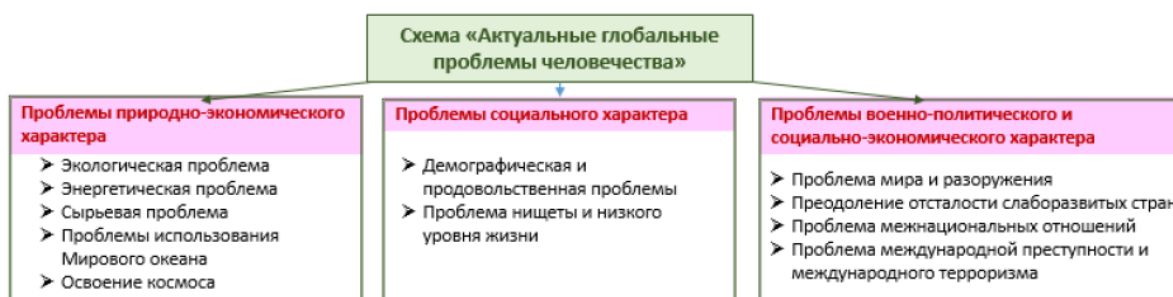 Схема «Актуальные глобальные
проблемы человечества»
Проблемы природно-экономического
характера
➤ Экологическая проблема
➤ Энергетическая проблема
➤ Сырьевая проблема
➤ Проблемы использования
Мирового океана
➤ Освоение космоса
Проблемы социального характера
➤ Демографическая и
продовольственная проблемы
➤ Проблема нищеты и низкого
уровня жизни
Проблемы военно-политического и
социально-экономического характера
➤ Проблема мира и разоружения
➤ Преодоление отсталости слаборазвитых стран
➤ Проблема межнациональных отношений
➤ Проблема международной преступности и
международного терроризма